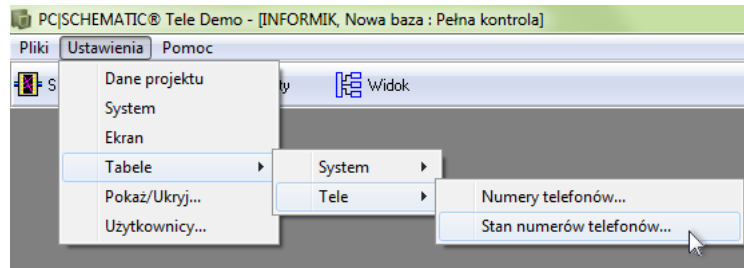 PC|SCHEMATIC® Tele Demo - [INFORMIK, Nowa baza : Pełna kontrola]
Pliki Ustawienia Pomoc
S Dane projektu ty Widok
System
Ekran
Tabele System
Pokaż/Ukryj... Tele Numery telefonów...
Użytkownicy... Stan numerów telefonów...